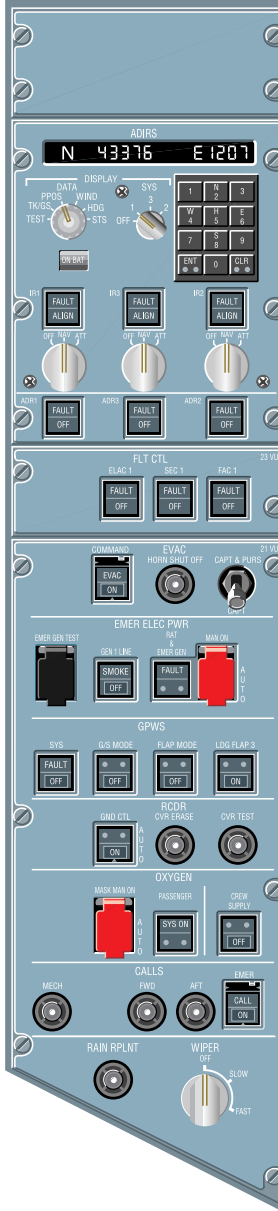 ADIRS
N 43376 E1207
DISPLAY
DATA SYS
PPOS WIND 3
TK/GS HDG 1 2
TEST STS OFF
1 N 2 3
W 4 H 5 E 6
7 S 8 9
ENT 0 CLR
ON BAT
IR1 IR3 IR2
FAULT FAULT FAULT
ALIGN ALIGN ALIGN
OFF NAV ATT OFF NAV ATT OFF NAV ATT
ADR1 ADR3 ADR2
FAULT FAULT FAULT
OFF OFF OFF
FLT CTL 23 VU
ELAC 1 SEC 1 FAC 1
FAULT FAULT FAULT
OFF OFF OFF
21 VU
EVAC
COMMAND HORN SHUT OFF CAPT & PURS
EVAC
ON
CAPT
EMER ELEC PWR
EMER GEN TEST GEN 1 LINE RAT & EMER GEN MAN ON
SMOKE FAULT
OFF
AUTO
GPWS
SYS G/S MODE FLAP MODE LDG FLAP 3
FAULT
OFF OFF OFF ON
RCDR
GND CTL CVR ERASE CVR TEST
ON
AUTO
OXYGEN
MASK MAN ON PASSENGER CREW SUPPLY
AUTO
SYS ON
OFF
CALLS
MECH FWD AFT EMER
CALL
ON
RAIN RPLNT WIPER
OFF
SLOW
FAST